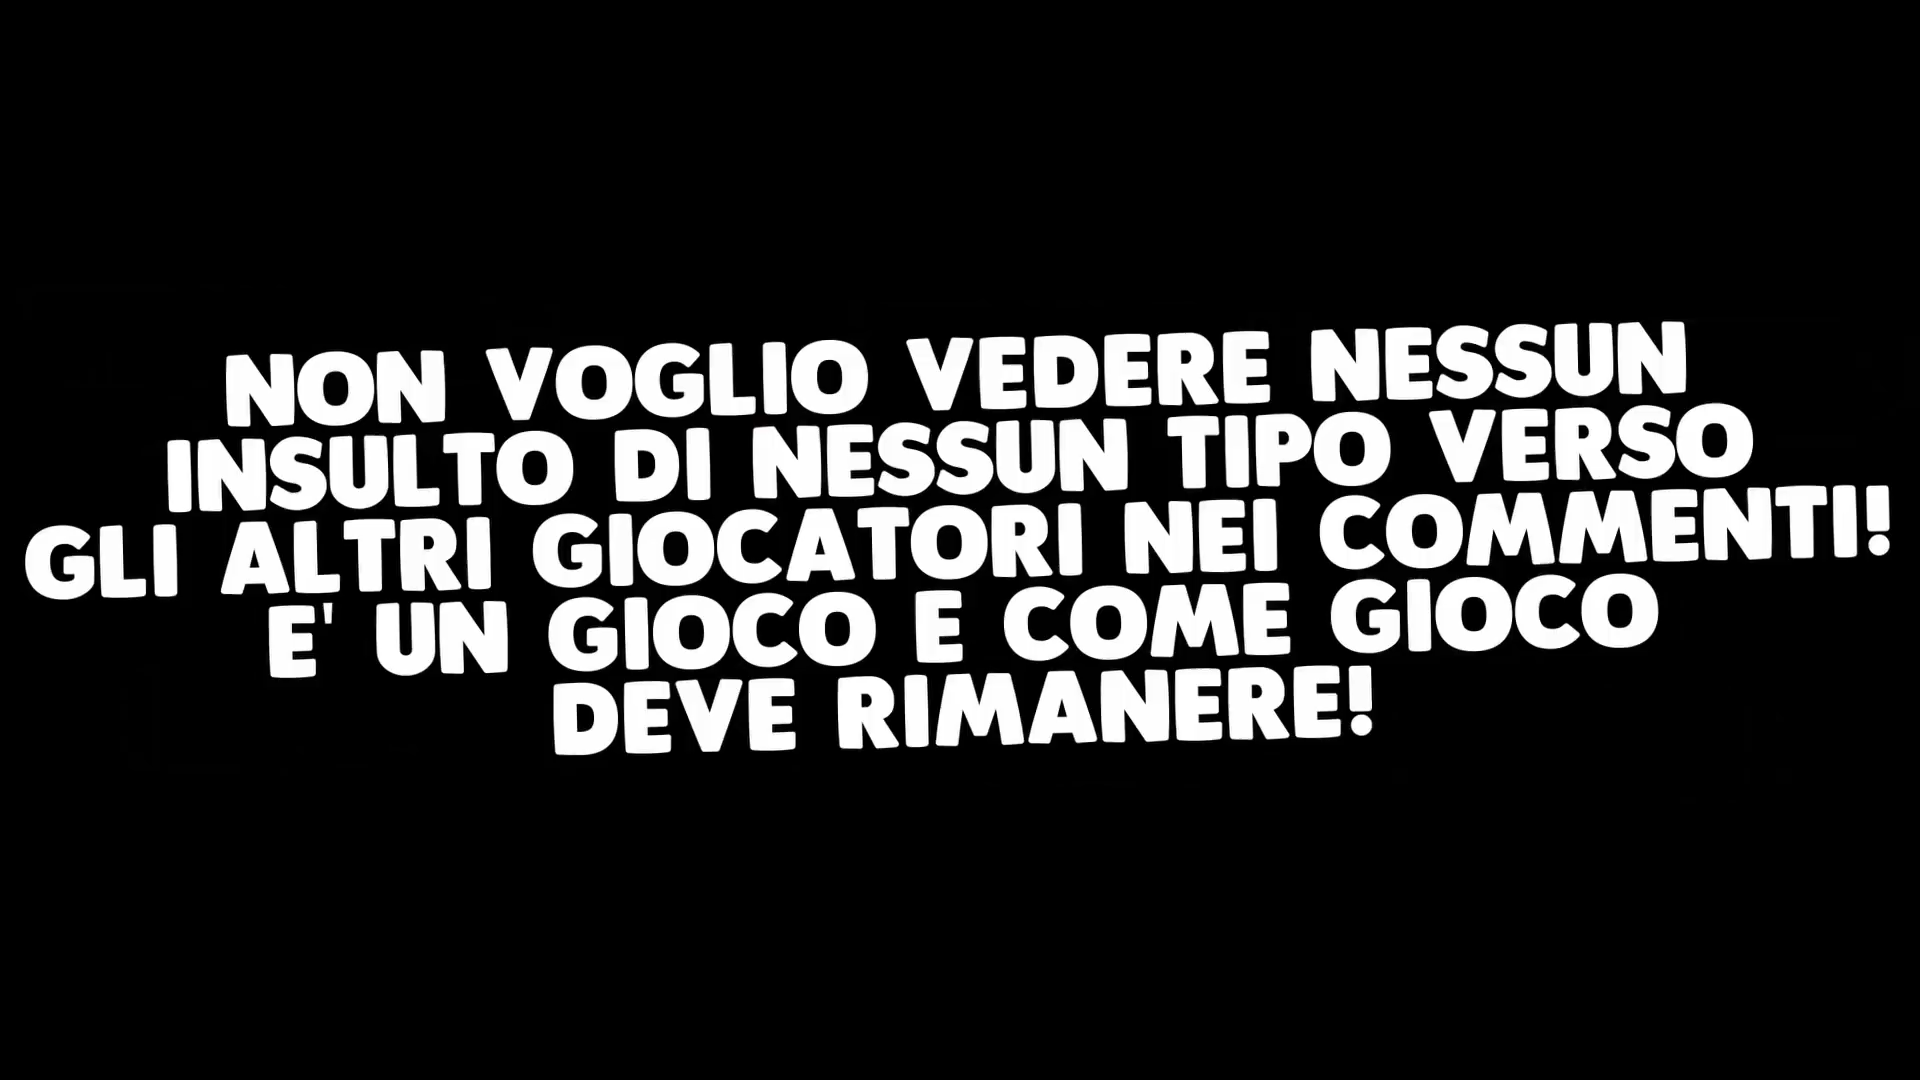 NON VOGLIO VEDERE NESSUN
INSULTO DI NESSUN TIPO VERSO
GLI ALTRI GIOCATORI NEI COMMENTI!
E' UN GIOCO E COME GIOCO
DEVE RIMANERE!